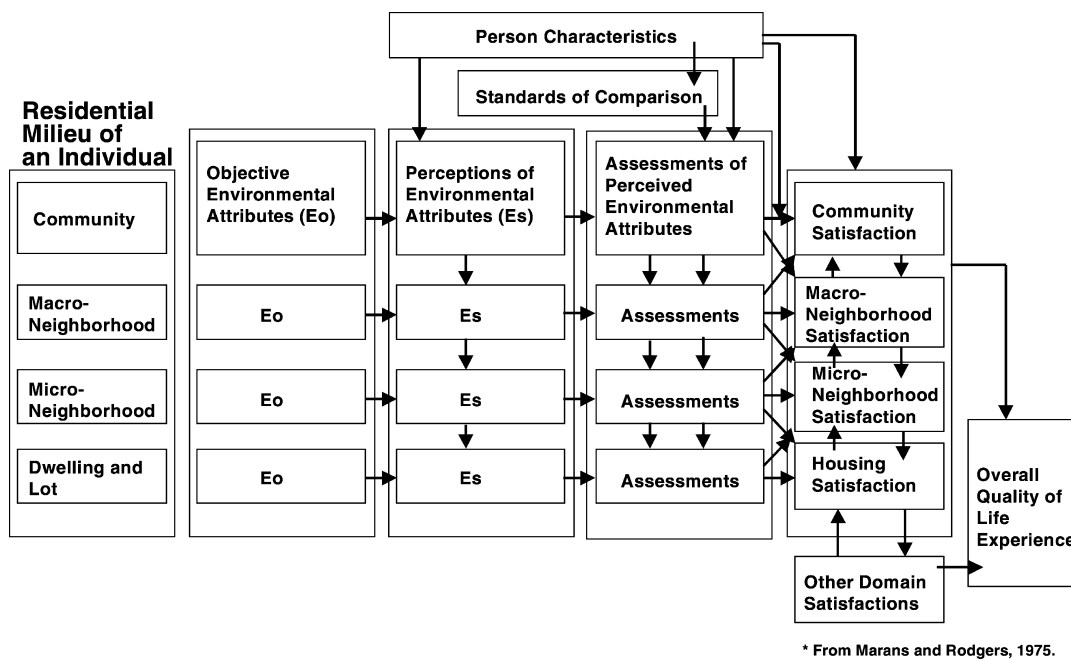 Person Characteristics
Standards of Comparison
Residential
Milieu of
an Individual
Community
Macro-
Neighborhood
Micro-
Neighborhood
Dwelling and
Lot
Objective
Environmental
Attributes (Eo)
Eo
Eo
Eo
Perceptions of
Environmental
Attributes (Es)
Es
Es
Es
Assessments of
Perceived
Environmental
Attributes
Assessments
Assessments
Assessments
Community
Satisfaction
Macro-
Neighborhood
Satisfaction
Micro-
Neighborhood
Satisfaction
Housing
Satisfaction
Other Domain
Satisfactions
Overall
Quality of
Life
Experience
* From Marans and Rodgers, 1975.